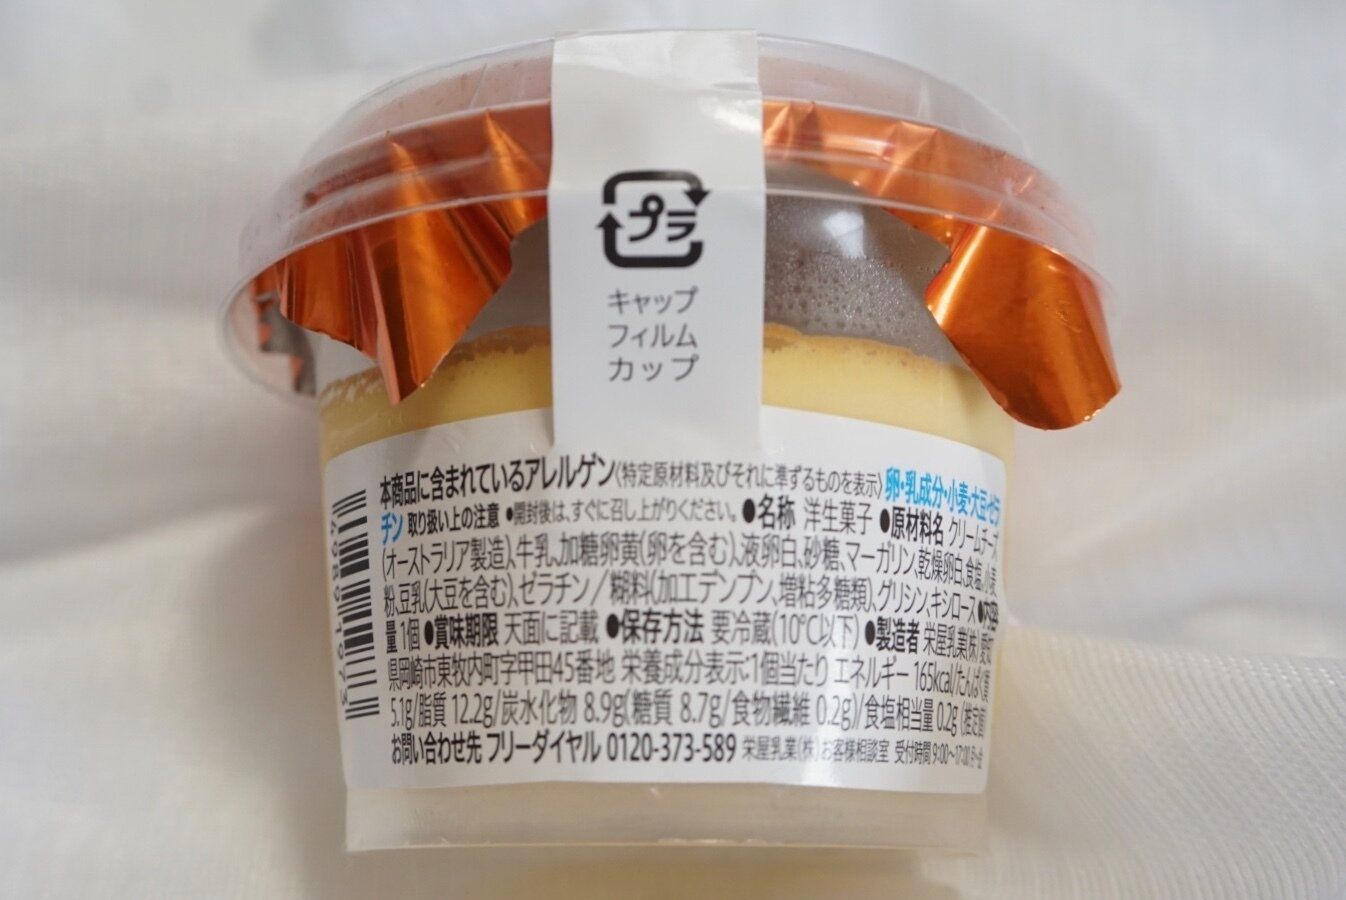 プラ
キャップ
フィルム
カップ
本商品に含まれているアレルゲン(特定原材料及びそれに準ずるものを表示)卵・乳成分・小麦・大豆・ゼラ
チン 取り扱い上の注意 ●開封後は、すぐに召し上がりください。●名称 洋生菓子 ●原材料名 クリームチーズ
(オーストラリア製造)、牛乳、加糖卵黄(卵を含む)、液卵白、砂糖、マーガリン、乾燥卵白、食塩、小麦
粉、豆乳(大豆を含む)、ゼラチン/糊料(加工デンプン、増粘多糖類)、グリシン、キシロース ●内容
量 1個 ●賞味期限 天面に記載 ●保存方法 要冷蔵(10℃以下) ●製造者 栄屋乳業(株) 愛知
県岡崎市東牧内町字甲田45番地 栄養成分表示:1個当たり エネルギー 165kcal/たんぱく質
5.1g/脂質 12.2g/炭水化物 8.9g(糖質 8.7g/食物繊維 0.2g)/食塩相当量 0.2g (推定値)
お問い合わせ先 フリーダイヤル 0120-373-589 栄屋乳業(株)お客様相談室 受付時間 9:00〜17:00 月〜金